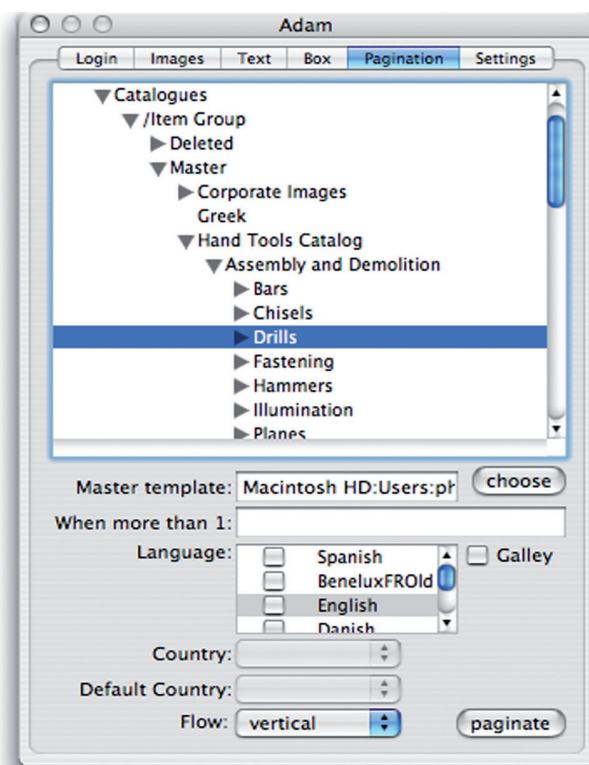 Adam
Login Images Text Box Pagination Settings
Catalogues
/Item Group
Deleted
Master
Corporate Images
Greek
Hand Tools Catalog
Assembly and Demolition
Bars
Chisels
Drills
Fastening
Hammers
Illumination
Planes
Master template: Macintosh HD:Users:ph choose
When more than 1:
Language: Spanish Galley
BeneluxFROld
English
Danish
Country:
Default Country:
Flow: vertical paginate